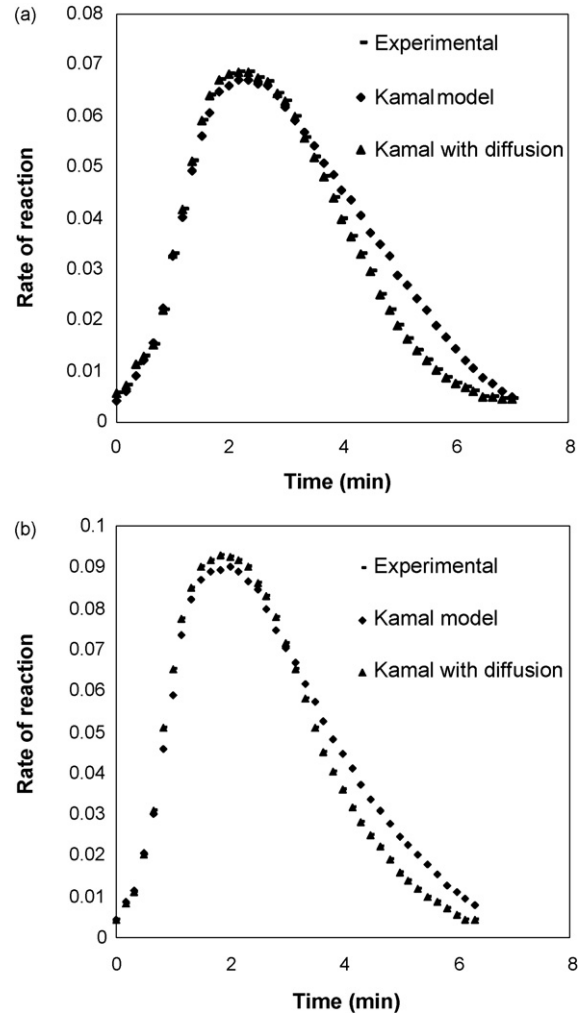 (a)
0.08
0.07
0.06
0.05
0.04
0.03
0.02
0.01
0
Rate of reaction
Experimental
Kamal model
Kamal with diffusion
0 2 4 6 8
Time (min)
(b)
0.1
0.09
0.08
0.07
0.06
0.05
0.04
0.03
0.02
0.01
0
Rate of reaction
Experimental
Kamal model
Kamal with diffusion
0 2 4 6 8
Time (min)